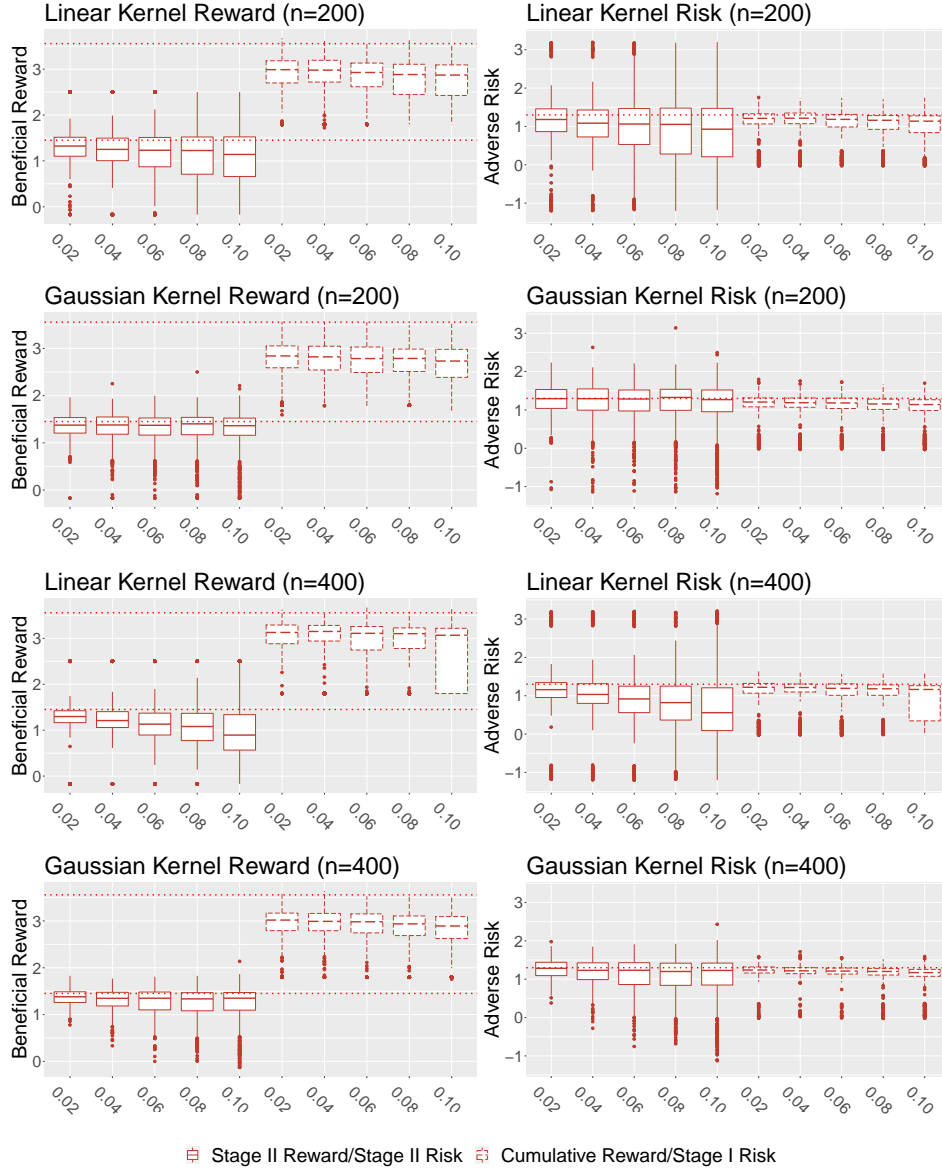 Linear Kernel Reward (n=200)
Beneficial Reward
3
2
1
0
0.02 0.04 0.06 0.08 0.10 0.02 0.04 0.06 0.08 0.10
Linear Kernel Risk (n=200)
Adverse Risk
3
2
1
0
−1
0.02 0.04 0.06 0.08 0.10 0.02 0.04 0.06 0.08 0.10
Gaussian Kernel Reward (n=200)
Beneficial Reward
3
2
1
0
0.02 0.04 0.06 0.08 0.10 0.02 0.04 0.06 0.08 0.10
Gaussian Kernel Risk (n=200)
Adverse Risk
3
2
1
0
−1
0.02 0.04 0.06 0.08 0.10 0.02 0.04 0.06 0.08 0.10
Linear Kernel Reward (n=400)
Beneficial Reward
3
2
1
0
0.02 0.04 0.06 0.08 0.10 0.02 0.04 0.06 0.08 0.10
Linear Kernel Risk (n=400)
Adverse Risk
3
2
1
0
−1
0.02 0.04 0.06 0.08 0.10 0.02 0.04 0.06 0.08 0.10
Gaussian Kernel Reward (n=400)
Beneficial Reward
3
2
1
0
0.02 0.04 0.06 0.08 0.10 0.02 0.04 0.06 0.08 0.10
Gaussian Kernel Risk (n=400)
Adverse Risk
3
2
1
0
−1
0.02 0.04 0.06 0.08 0.10 0.02 0.04 0.06 0.08 0.10
Stage II Reward/Stage II Risk Cumulative Reward/Stage I Risk